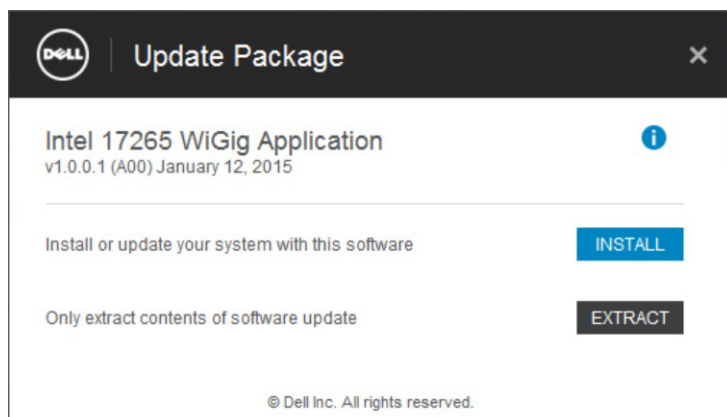 DELL
Update Package
Intel 17265 WiGig Application
v1.0.0.1 (A00) January 12, 2015
Install or update your system with this software
INSTALL
Only extract contents of software update
EXTRACT
© Dell Inc. All rights reserved.